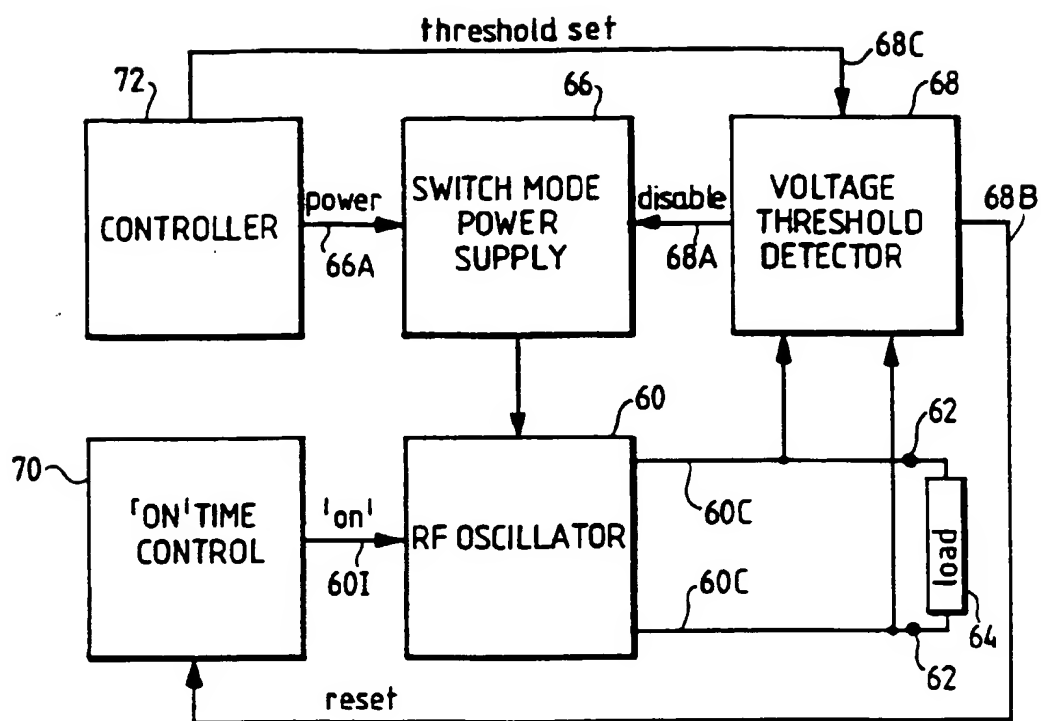 threshold set
68C
72
66
68
CONTROLLER
power
66A
SWITCH MODE
POWER
SUPPLY
disable
68A
VOLTAGE
THRESHOLD
DETECTOR
68B
70
'ON' TIME
CONTROL
'on'
60I
60
RF OSCILLATOR
60C
60C
62
load
64
62
reset